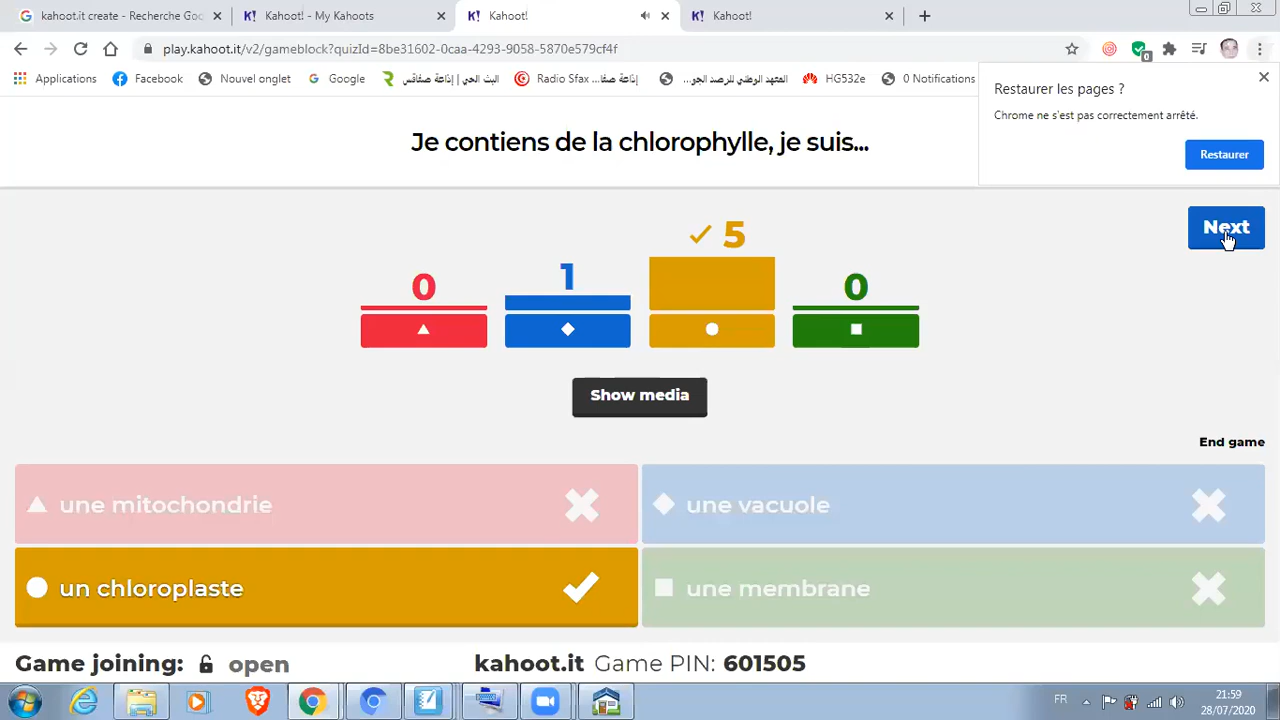 kahoot.it create - Recherche Goo
Kahoot! - My Kahoots
Kahoot!
Kahoot!
play.kahoot.it/v2/gameblock?quizId=8be31602-0caa-4293-9058-5870e579cf4f
Applications
Facebook
Nouvel onglet
Google
البث الحي | إذاعة صفاقس
Radio Sfax ...إذاعة صفا
المعهد الوطني للرصد الجو...
HG532e
0 Notifications
Restaurer les pages ?
Chrome ne s'est pas correctement arrêté.
Restaurer
Je contiens de la chlorophylle, je suis...
Next
0
1
5
0
Show media
End game
une mitochondrie
une vacuole
un chloroplaste
une membrane
Game joining: open
kahoot.it Game PIN: 601505
FR
21:59
28/07/2020